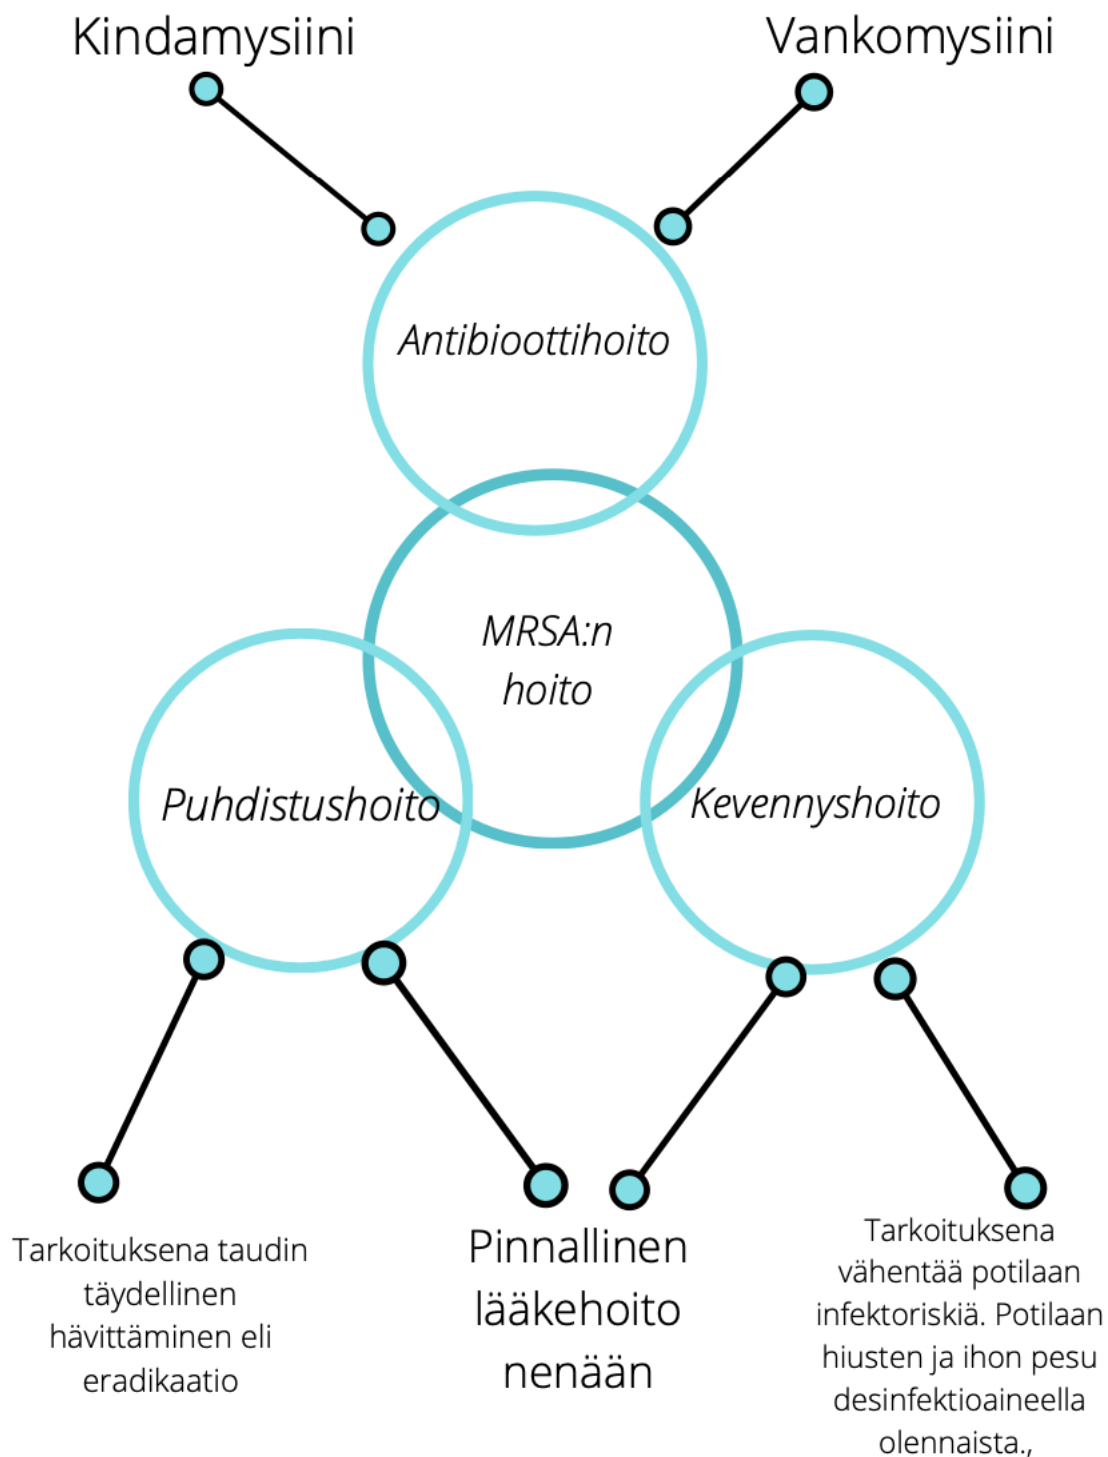 Kindamysiini
Vankomysiini
Antibioottihoito
MRSA:n
hoito
Puhdistushoito
Kevennyshoito
Tarkoituksena taudin
täydellinen
hävittäminen eli
eradikaatio
Pinnallinen
lääkehoito
nenään
Tarkoituksena
vähentää potilaan
infektoriskiä. Potilaan
hiusten ja ihon pesu
desinfektioaineella
olennaista.,